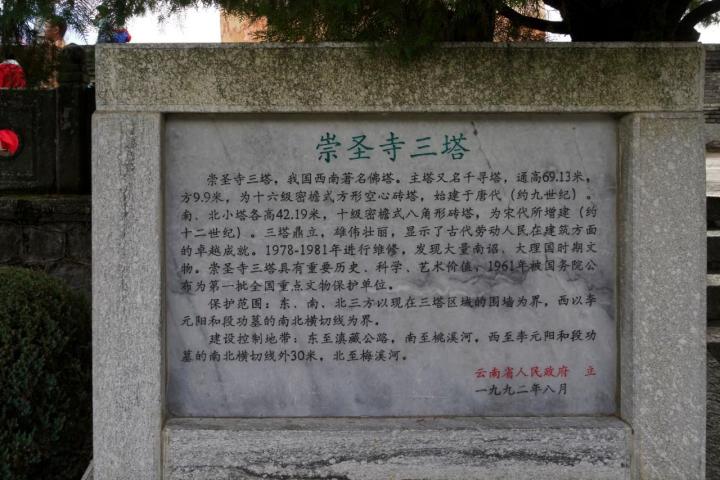 崇圣寺三塔
崇圣寺三塔，我国西南著名佛塔。主塔又名千寻塔，通高69.13米，
方9.9米，为十六级密檐式方形空心砖塔，始建于唐代（约九世纪）。
南、北小塔各高42.19米，十级密檐式八角形砖塔，为宋代所增建（约
十二世纪）。三塔鼎立，雄伟壮丽，显示了古代劳动人民在建筑方面
的卓越成就。1978-1981年进行维修，发现大量南诏、大理国时期文
物。崇圣寺三塔具有重要历史、科学、艺术价值，1961年被国务院公
布为第一批全国重点文物保护单位。
保护范围：东、南、北三方以现在三塔区域的围墙为界，西以李
元阳和段功墓的南北横切线为界。
建设控制地带：东至滇藏公路，南至桃溪河，西至李元阳和段功
墓的南北横切线外30米，北至梅溪河。
云南省人民政府 立
一九九二年八月